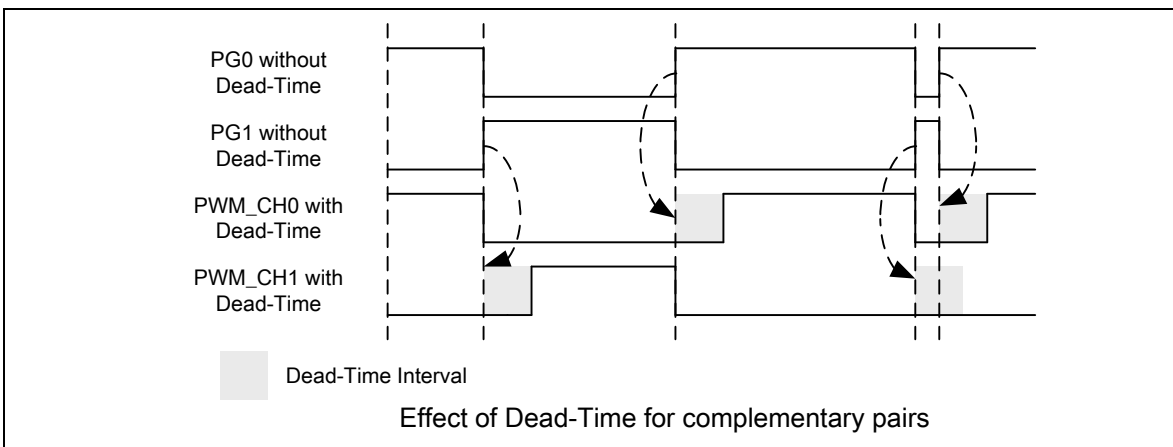 PG0 without
Dead-Time
PG1 without
Dead-Time
PWM_CH0 with
Dead-Time
PWM_CH1 with
Dead-Time
Dead-Time Interval
Effect of Dead-Time for complementary pairs